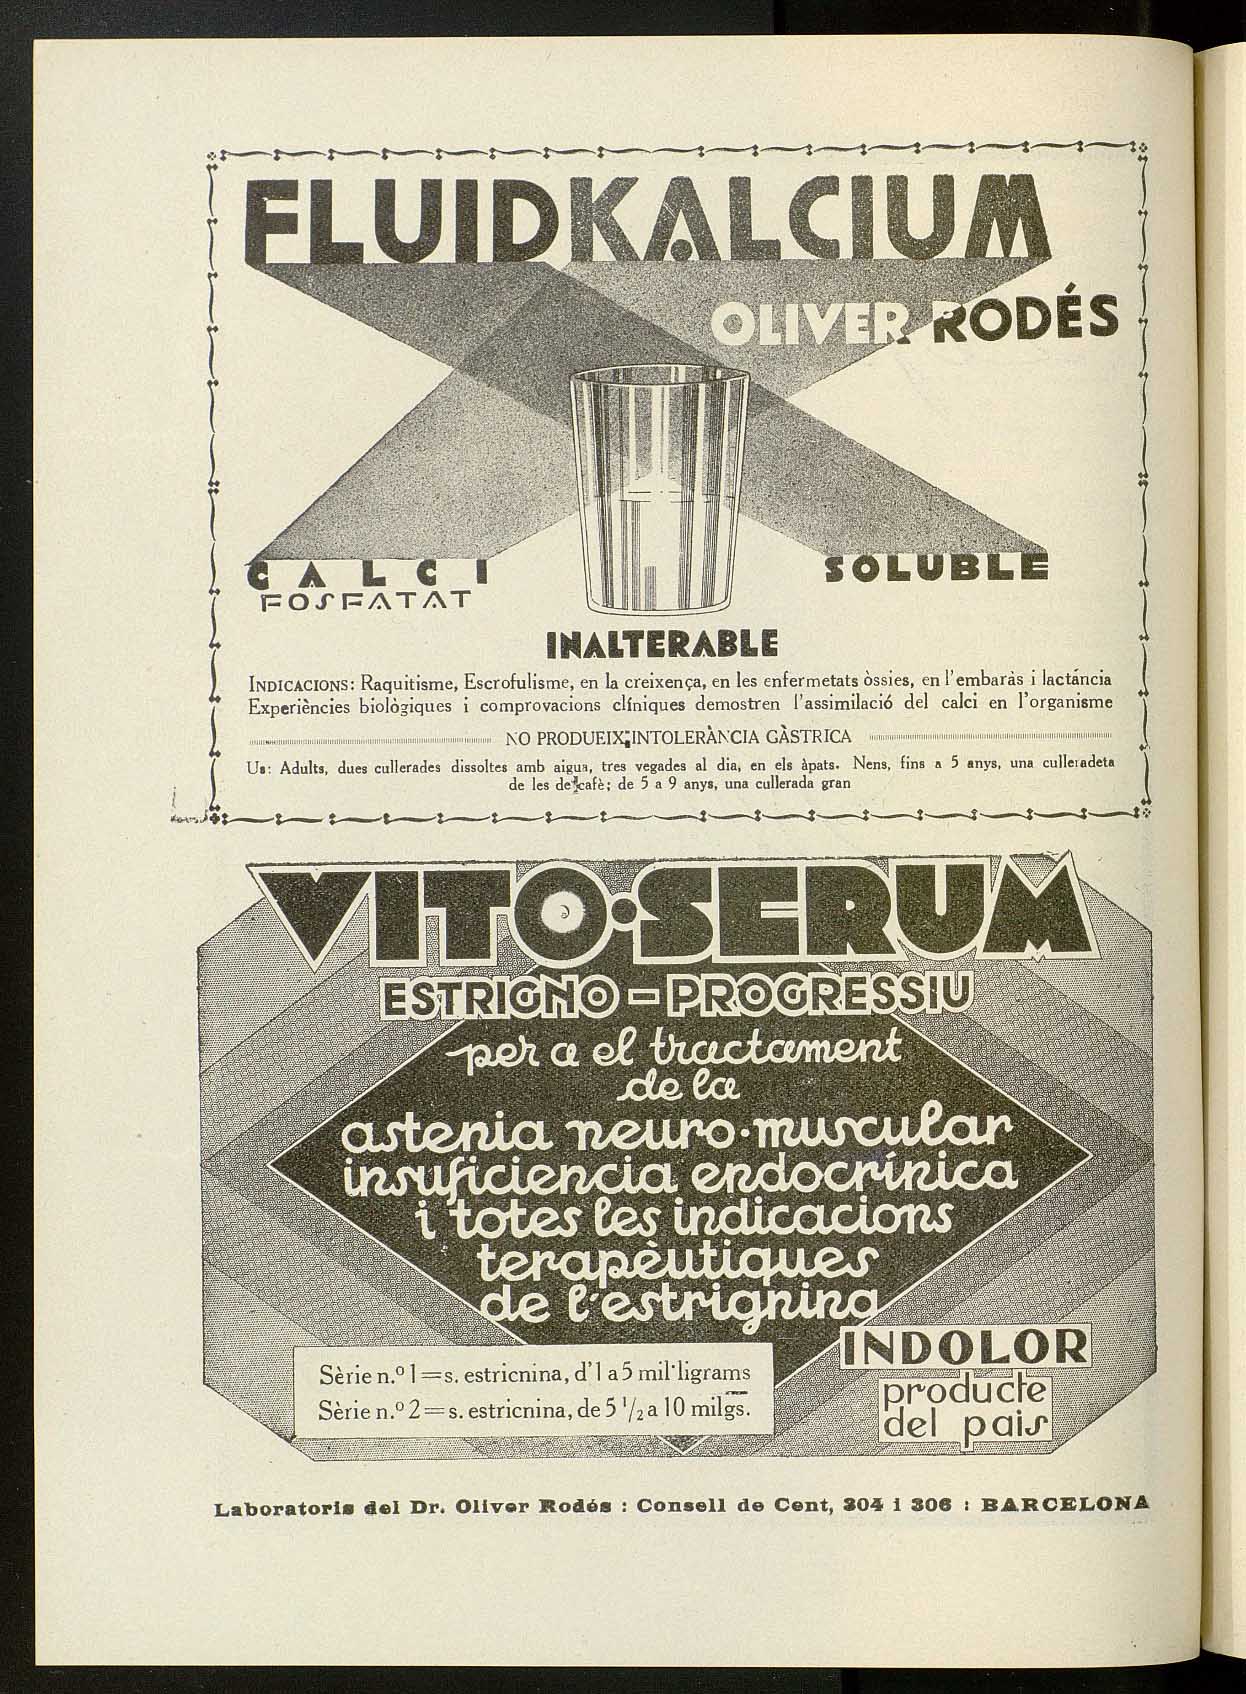 FLUIDKALCIUM
OLIVER RODÉS
CALCI
FOSFATAT
SOLUBLE
INALTERABLE
INDICACIONS: Raquitisme, Escrofulisme, en la creixença, en les enfermetats òssies, en l'embaràs i lactáncia
Experiències biològiques i comprovacions clíniques demostren l'assimilació del calci en l'organisme
NO PRODUEIX INTOLERÀNCIA GÀSTRICA
Us: Adults, dues cullerades dissoltes amb aigua, tres vegades al dia, en els àpats. Nens, fins a 5 anys, una culleradeta
de les de cafè; de 5 a 9 anys, una cullerada gran
VITO·SERUM
ESTRIGNO-PROGRESSIU
per a el tractament
de la
astenia neuro·muscular
insuficiencia endocrínica
i totes les indicacions
terapèutiques
de l'estrignina
INDOLOR
producte
del pais
Sèrie n.º 1=s. estricnina, d'1 a 5 mil·ligrams
Sèrie n.º 2=s. estricnina, de 5 1/2 a 10 milgs.
Laboratoris del Dr. Oliver Rodés : Consell de Cent, 304 i 306 : BARCELONA